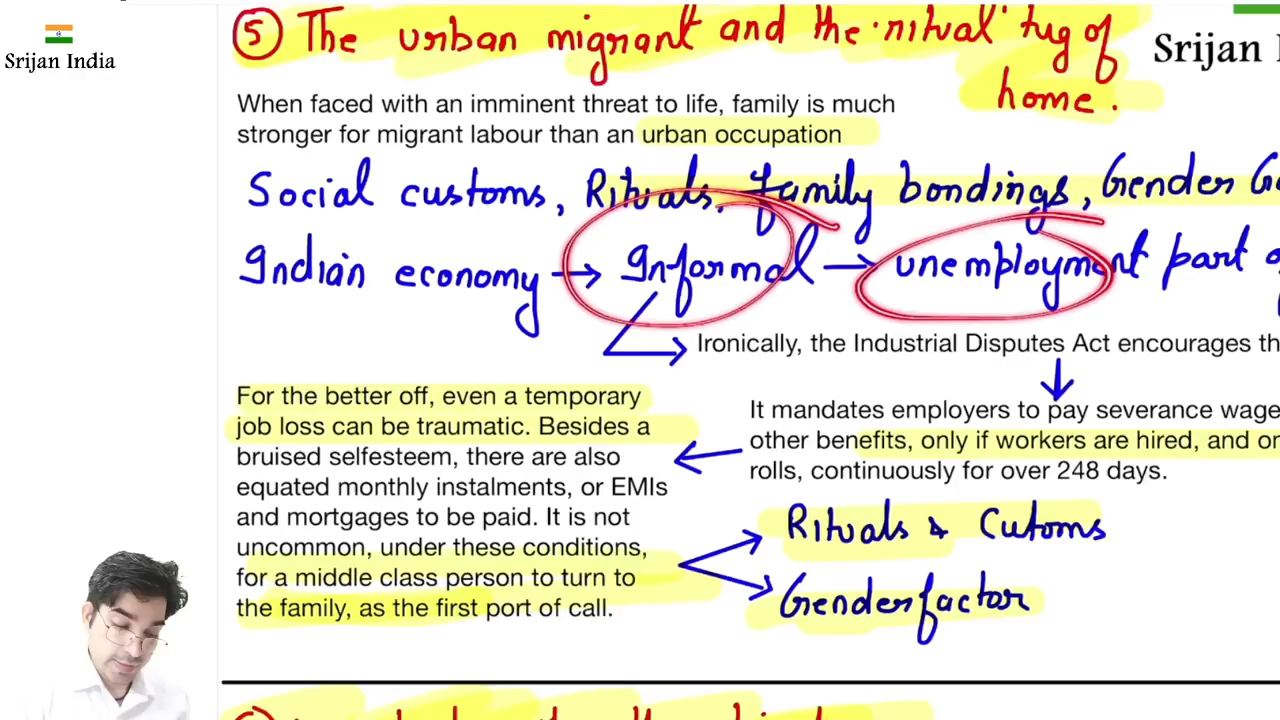 Srijan India
⑤ The urban migrant and the 'ritual' tug of
home.
Srijan
When faced with an imminent threat to life, family is much
stronger for migrant labour than an urban occupation
Social customs, Rituals, family bondings, Gender
Indian economy → Informal → unemployment part
Ironically, the Industrial Disputes Act encourages
It mandates employers to pay severance wage
other benefits, only if workers are hired, and
rolls, continuously for over 248 days.
For the better off, even a temporary
job loss can be traumatic. Besides a
bruised selfesteem, there are also
equated monthly instalments, or EMIs
and mortgages to be paid. It is not
uncommon, under these conditions,
for a middle class person to turn to
the family, as the first port of call.
Rituals & Cutoms
Gender factor